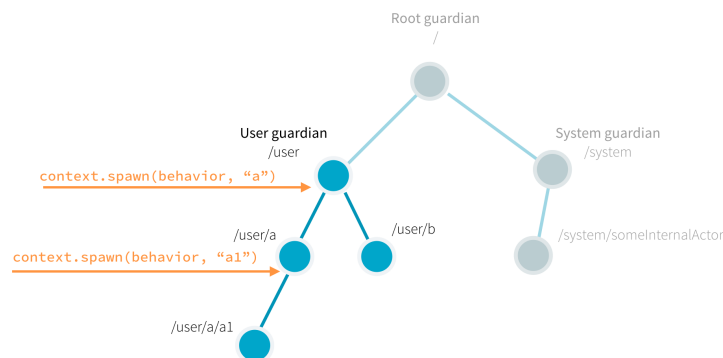 Root guardian
/
User guardian
/user
System guardian
/system
context.spawn(behavior, “a”)
/user/a
/user/b
/system/someInternalActor
context.spawn(behavior, “a1”)
/user/a/a1